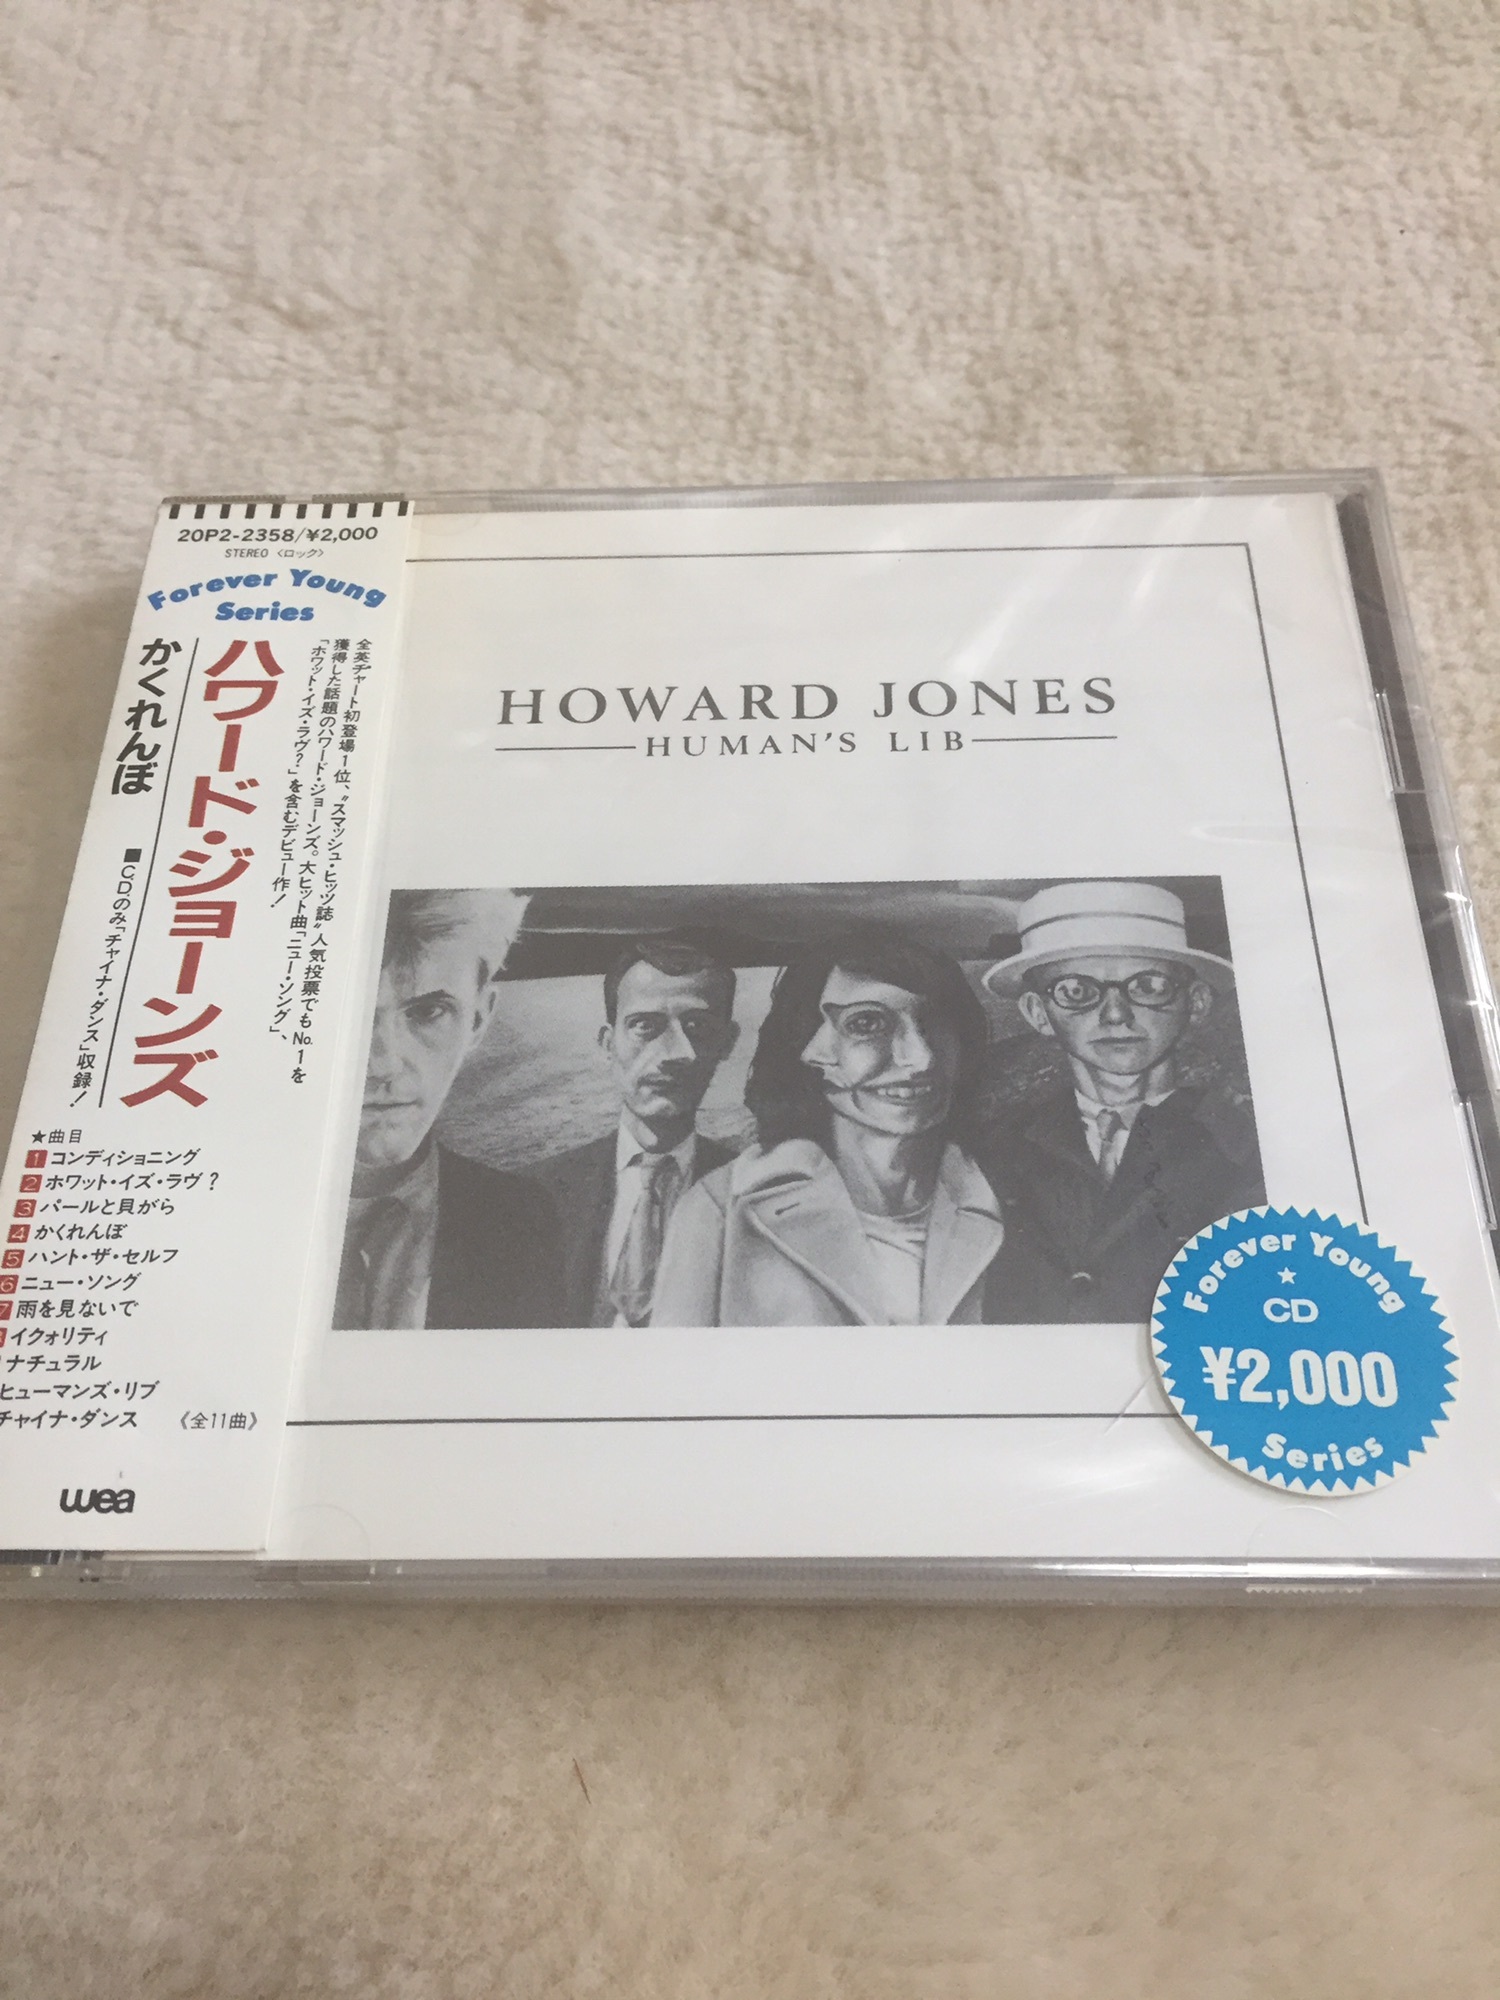 20P2-2358/¥2,000
STEREO 〈ロック〉
Forever Young
Series
全英チャート初登場1位、"スマッシュ・ヒッツ誌"人気投票でもNo.1を
獲得した話題のハワード・ジョーンズ。大ヒット曲「ニュー・ソング」、
「ホワット・イズ・ラヴ?」を含むデビュー作!
ハワード・ジョーンズ
かくれんぼ
■C.D.のみ「チャイナ・ダンス」収録!
★曲目
1 コンディショニング
2 ホワット・イズ・ラヴ?
3 パールと貝がら
4 かくれんぼ
5 ハント・ザ・セルフ
6 ニュー・ソング
7 雨を見ないで
イクォリティ
ナチュラル
ヒューマンズ・リブ
チャイナ・ダンス 《全11曲》
wea
HOWARD JONES
HUMAN'S LIB
Forever Young
★
CD
¥2,000
Series